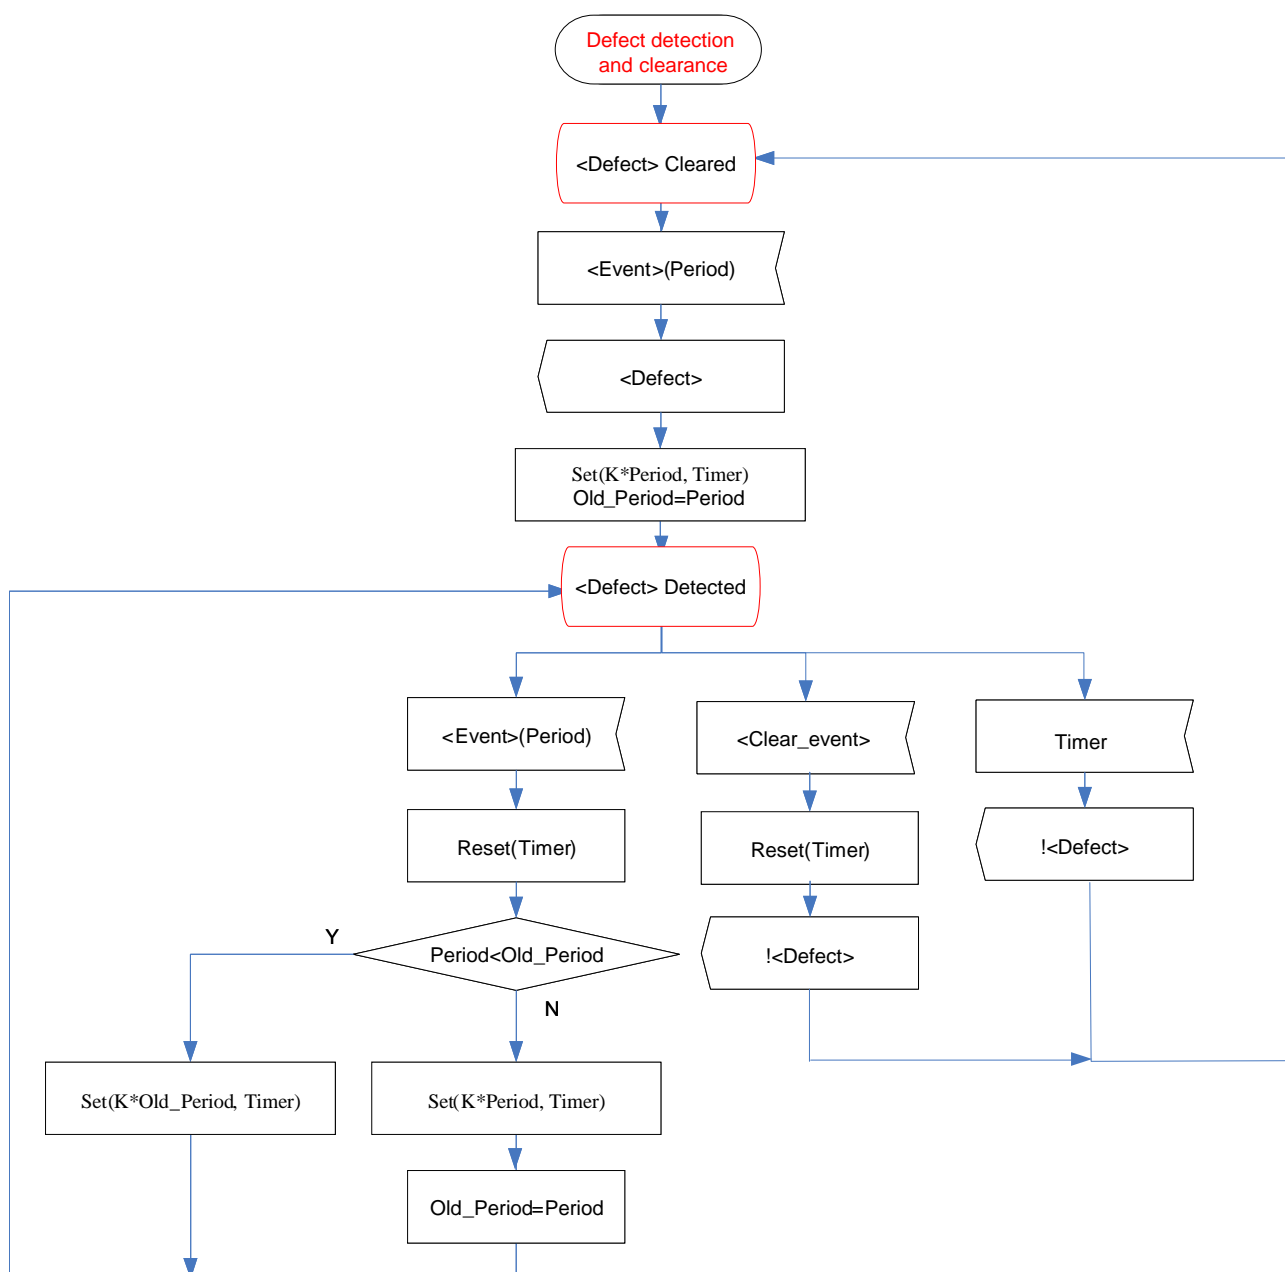 Defect detection
and clearance
<Defect> Cleared
<Event>(Period)
<Defect>
Set(K*Period, Timer)
Old_Period=Period
<Defect> Detected
<Event>(Period)
<Clear_event>
Timer
Reset(Timer)
Reset(Timer)
!<Defect>
Y
Period<Old_Period
!<Defect>
N
Set(K*Old_Period, Timer)
Set(K*Period, Timer)
Old_Period=Period